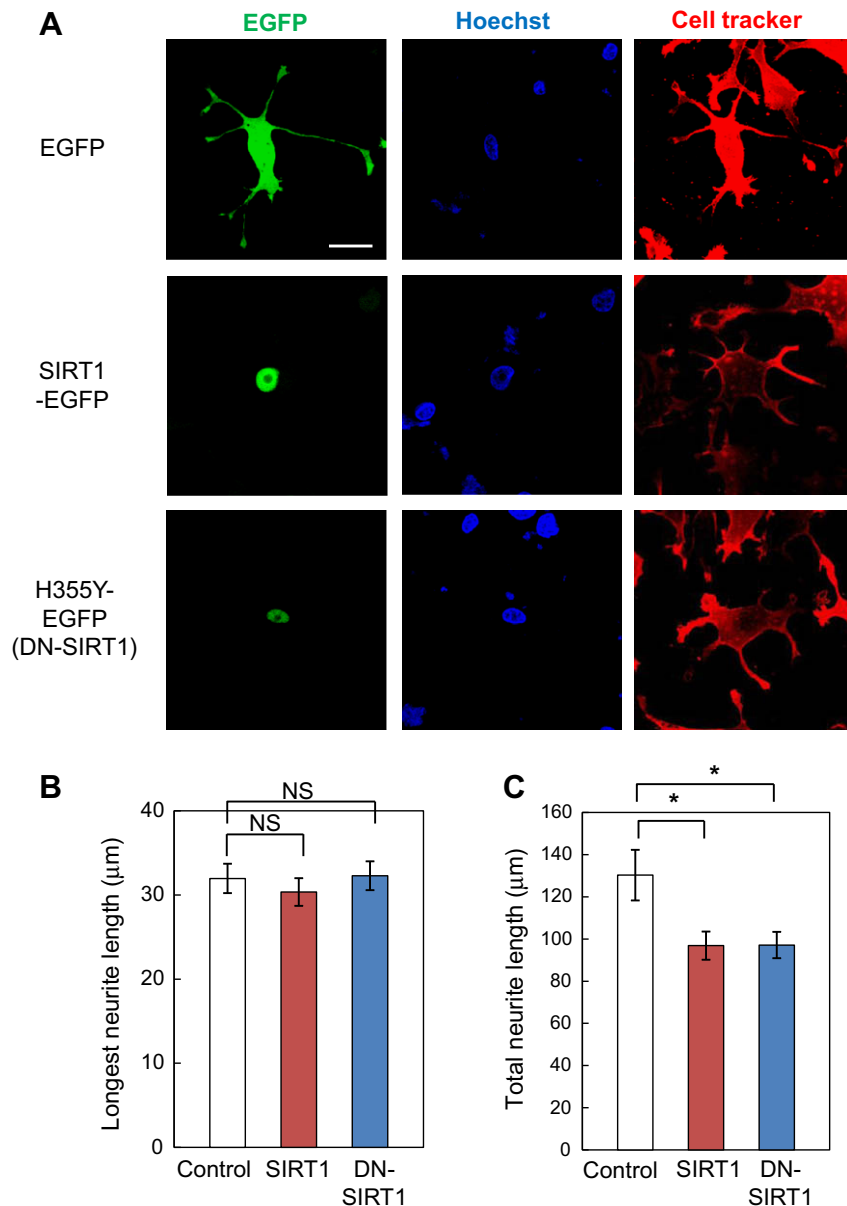 A
EGFP
Hoechst
Cell tracker
EGFP
SIRT1
-EGFP
H355Y-
EGFP
(DN-SIRT1)
B
NS
NS
40
30
20
10
0
Longest neurite length (μm)
Control
SIRT1
DN-
SIRT1
C
*
*
160
140
120
100
80
60
40
20
0
Total neurite length (μm)
Control
SIRT1
DN-
SIRT1